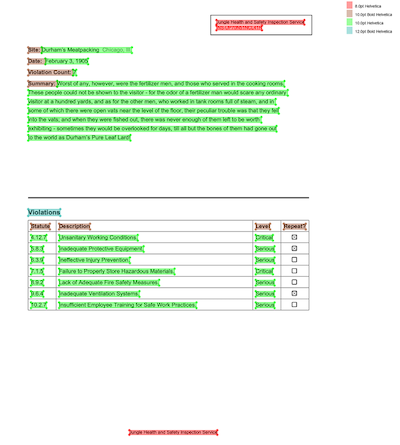 8.0pt Helvetica
10.0pt Bold Helvetica
10.0pt Helvetica
12.0pt Bold Helvetica
Jungle Health and Safety Inspection Service
Site: Durham's Meatpacking Chicago, Ill.
Date: February 3, 1905
Violation Count: 7
Summary: Worst of any, however, were the fertilizer men, and those who served in the cooking rooms.
These people could not be shown to the visitor - for the odor of a fertilizer man would scare any ordinary
visitor at a hundred yards, and as for the other men, who worked in tank rooms full of steam, and in
some of which there were open vats near the level of the floor, their peculiar trouble was that they fell
into the vats; and when they were fished out, there was never enough of them left to be worth
exhibiting - sometimes they would be overlooked for days, till all but the bones of them had gone out
to the world as Durham's Pure Leaf Lard!
Violations
Statute Description Level Repeat?
4.12.7 Unsanitary Working Conditions. Critical
5.8.3 Inadequate Protective Equipment. Serious
6.3.9 Ineffective Injury Prevention. Serious
7.1.5 Failure to Properly Store Hazardous Materials. Critical
8.9.2 Lack of Adequate Fire Safety Measures. Serious
9.6.4 Inadequate Ventilation Systems. Serious
10.2.7 Insufficient Employee Training for Safe Work Practices. Serious
Jungle Health and Safety Inspection Service